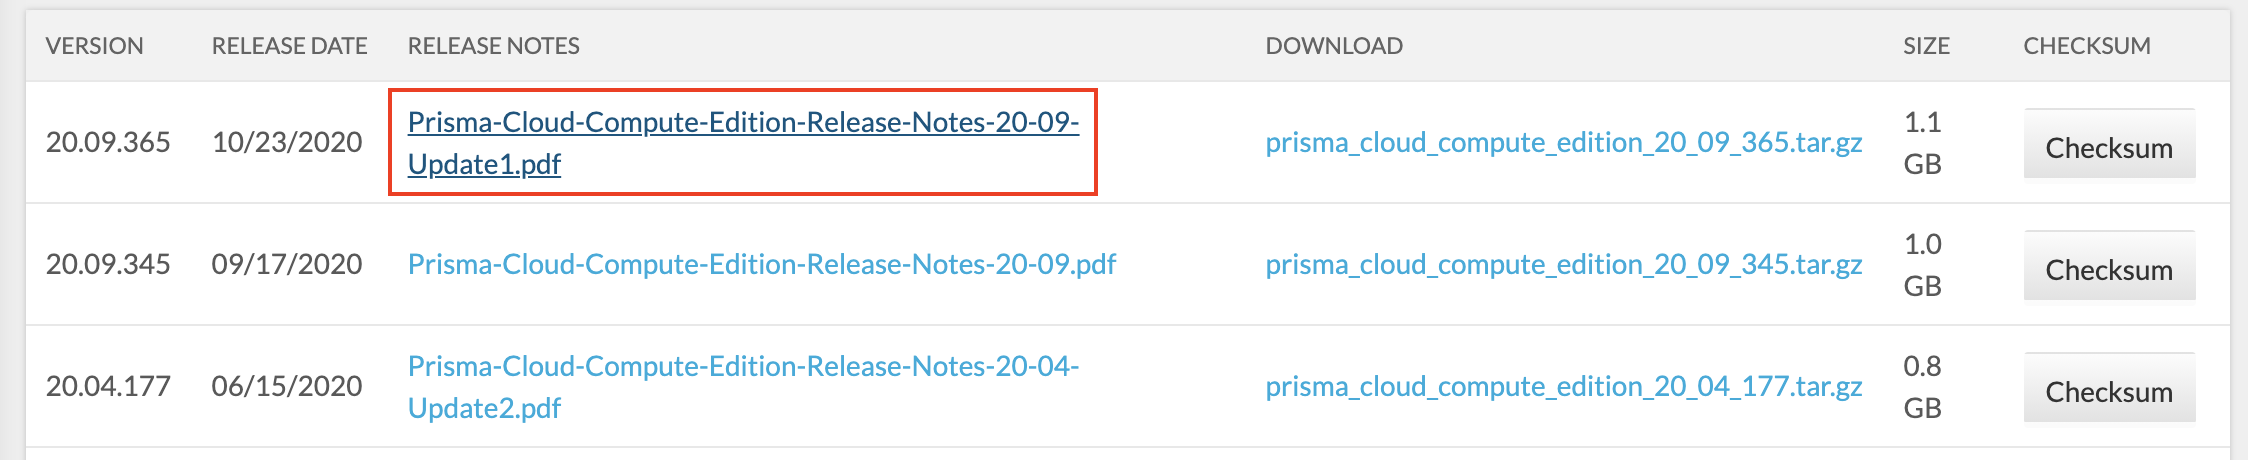 VERSION RELEASE DATE RELEASE NOTES DOWNLOAD SIZE CHECKSUM
20.09.365 10/23/2020 Prisma-Cloud-Compute-Edition-Release-Notes-20-09-
Update1.pdf prisma_cloud_compute_edition_20_09_365.tar.gz 1.1
GB Checksum
20.09.345 09/17/2020 Prisma-Cloud-Compute-Edition-Release-Notes-20-09.pdf prisma_cloud_compute_edition_20_09_345.tar.gz 1.0
GB Checksum
20.04.177 06/15/2020 Prisma-Cloud-Compute-Edition-Release-Notes-20-04-
Update2.pdf prisma_cloud_compute_edition_20_04_177.tar.gz 0.8
GB Checksum